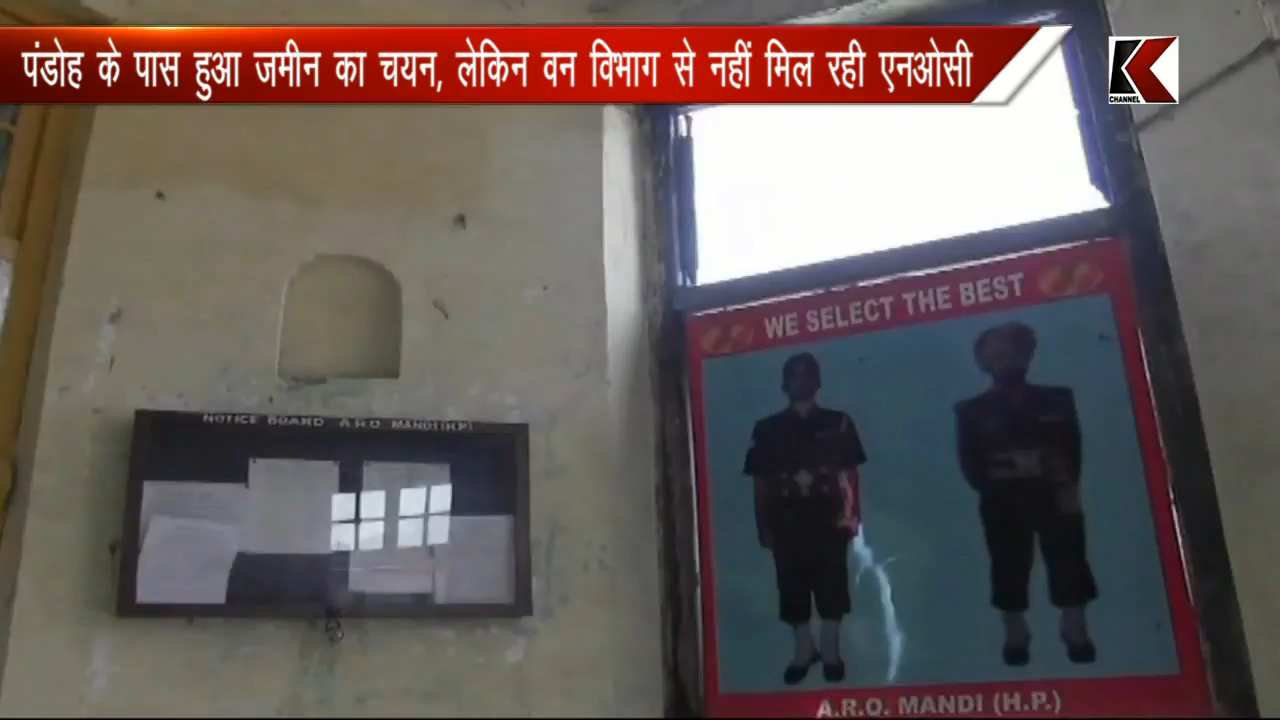 पंडोह के पास हुआ जमीन का चयन, लेकिन वन विभाग से नहीं मिल रही एनओसी
K
CHANNEL
WE SELECT THE BEST
NOTICE BOARD A.R.O. MANDI (H.P)
A.R.O. MANDI (H.P.)